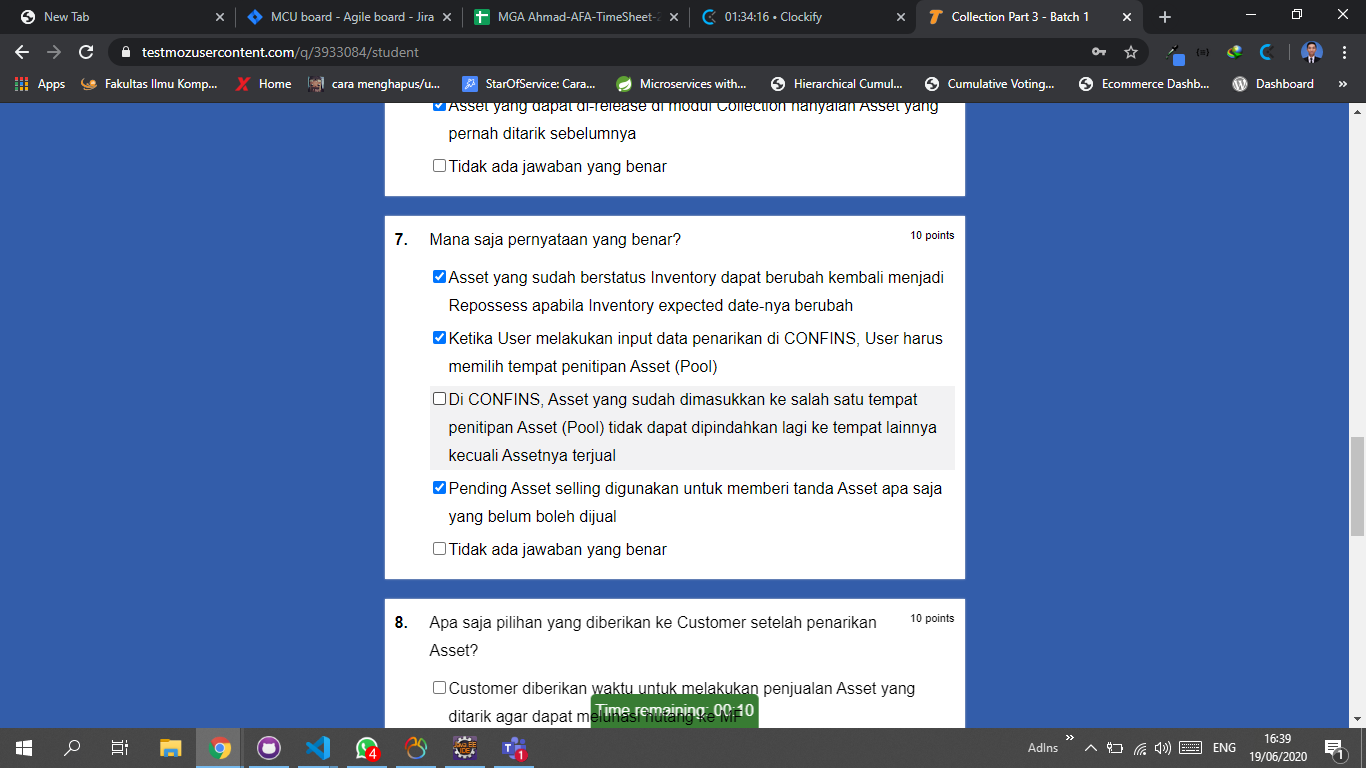 New Tab
MCU board - Agile board - Jira
MGA Ahmad-AFA-TimeSheet-2
01:34:16 • Clockify
Collection Part 3 - Batch 1
testmozusercontent.com/q/3933084/student
Apps
Fakultas Ilmu Komp...
Home
cara menghapus/u...
StarOfService: Cara...
Microservices with...
Hierarchical Cumul...
Cumulative Voting...
Ecommerce Dashb...
Dashboard
»
Asset yang dapat di-release di modul Collection hanyalah Asset yang
pernah ditarik sebelumnya
Tidak ada jawaban yang benar
7. Mana saja pernyataan yang benar? 10 points
Asset yang sudah berstatus Inventory dapat berubah kembali menjadi
Repossess apabila Inventory expected date-nya berubah
Ketika User melakukan input data penarikan di CONFINS, User harus
memilih tempat penitipan Asset (Pool)
Di CONFINS, Asset yang sudah dimasukkan ke salah satu tempat
penitipan Asset (Pool) tidak dapat dipindahkan lagi ke tempat lainnya
kecuali Assetnya terjual
Pending Asset selling digunakan untuk memberi tanda Asset apa saja
yang belum boleh dijual
Tidak ada jawaban yang benar
8. Apa saja pilihan yang diberikan ke Customer setelah penarikan 10 points
Asset?
Customer diberikan waktu untuk melakukan penjualan Asset yang
ditarik agar dapat melunasi hutang ke MF
Time remaining: 00:10
4
1
AdIns
»
ENG
16:39
19/06/2020
1